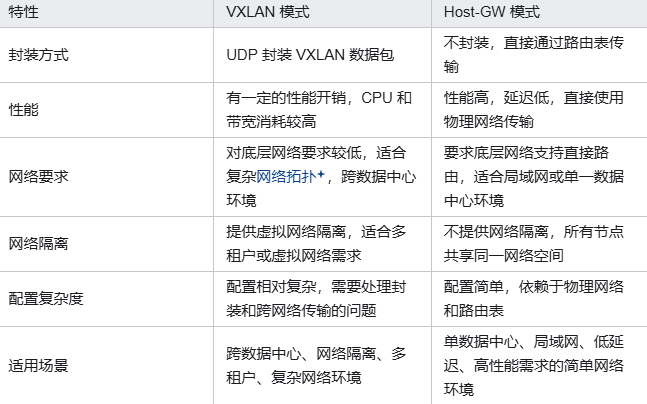 特性 VXLAN 模式 Host-GW 模式
封装方式 UDP 封装 VXLAN 数据包 不封装，直接通过路由表传
输
性能 有一定的性能开销，CPU 和
带宽消耗较高 性能高，延迟低，直接使用
物理网络传输
网络要求 对底层网络要求较低，适合
复杂网络拓扑，跨数据中心
环境 要求底层网络支持直接路
由，适合局域网或单一数据
中心环境
网络隔离 提供虚拟网络隔离，适合多
租户或虚拟网络需求 不提供网络隔离，所有节点
共享同一网络空间
配置复杂度 配置相对复杂，需要处理封
装和跨网络传输的问题 配置简单，依赖于物理网络
和路由表
适用场景 跨数据中心、网络隔离、多
租户、复杂网络环境 单数据中心、局域网、低延
迟、高性能需求的简单网络
环境